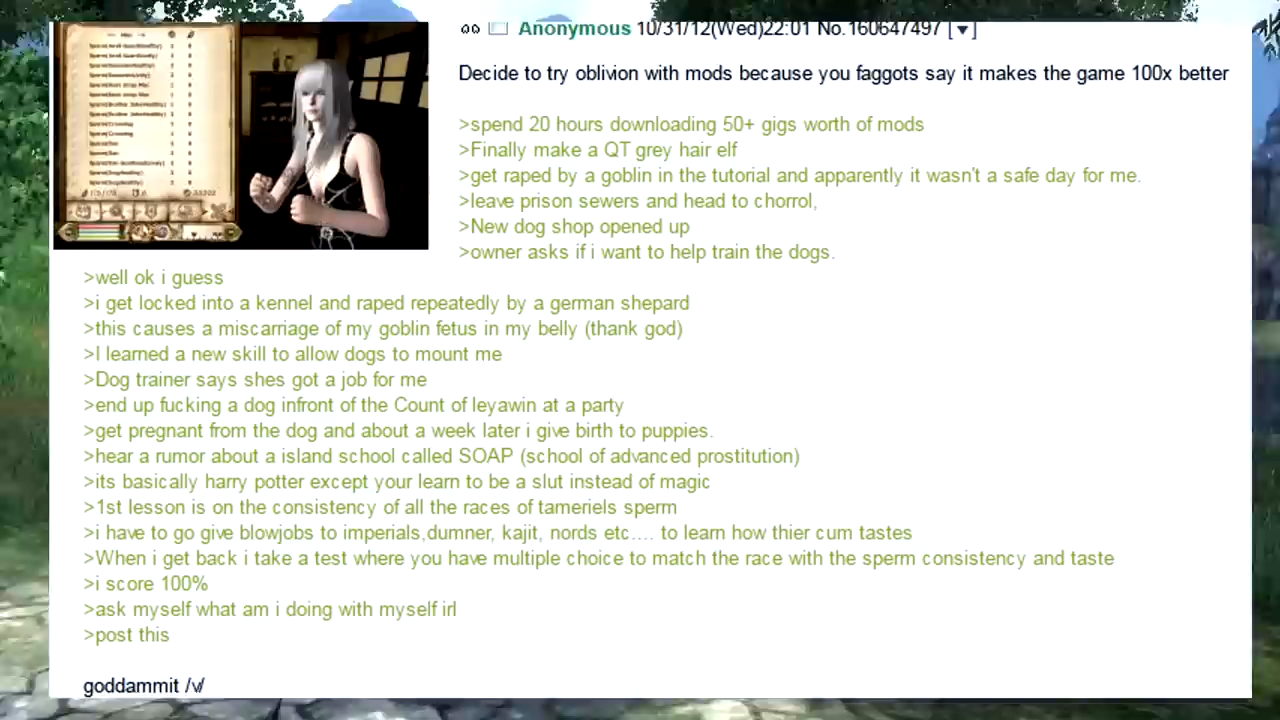 Anonymous 10/31/12(Wed)22:01 No.160647497 [▼]
Decide to try oblivion with mods because you faggots say it makes the game 100x better
>spend 20 hours downloading 50+ gigs worth of mods
>Finally make a QT grey hair elf
>get raped by a goblin in the tutorial and apparently it wasn't a safe day for me.
>leave prison sewers and head to chorrol,
>New dog shop opened up
>owner asks if i want to help train the dogs.
>well ok i guess
>i get locked into a kennel and raped repeatedly by a german shepard
>this causes a miscarriage of my goblin fetus in my belly (thank god)
>I learned a new skill to allow dogs to mount me
>Dog trainer says shes got a job for me
>end up fucking a dog infront of the Count of leyawin at a party
>get pregnant from the dog and about a week later i give birth to puppies.
>hear a rumor about a island school called SOAP (school of advanced prostitution)
>its basically harry potter except your learn to be a slut instead of magic
>1st lesson is on the consistency of all the races of tameriels sperm
>i have to go give blowjobs to imperials,dumner, kajit, nords etc.... to learn how thier cum tastes
>When i get back i take a test where you have multiple choice to match the race with the sperm consistency and taste
>i score 100%
>ask myself what am i doing with myself irl
>post this
goddammit /v/